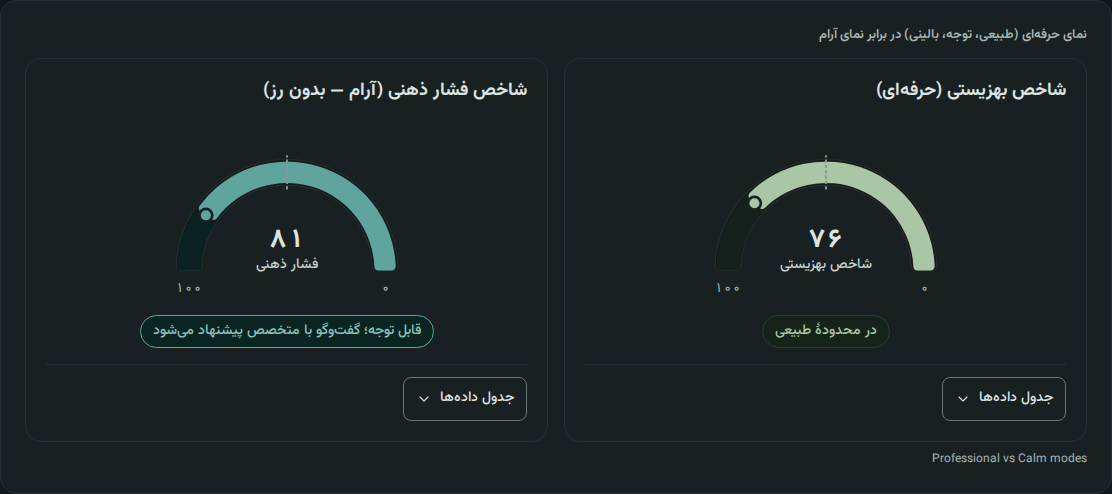 نمای حرفه‌ای (طبیعی، توجه، بالینی) در برابر نمای آرام
شاخص بهزیستی (حرفه‌ای)
۷۶
شاخص بهزیستی
۰
۱۰۰
در محدودهٔ طبیعی
جدول داده‌ها
شاخص فشار ذهنی (آرام – بدون رز)
۸۱
فشار ذهنی
۰
۱۰۰
قابل توجه؛ گفت‌وگو با متخصص پیشنهاد می‌شود
جدول داده‌ها
Professional vs Calm modes